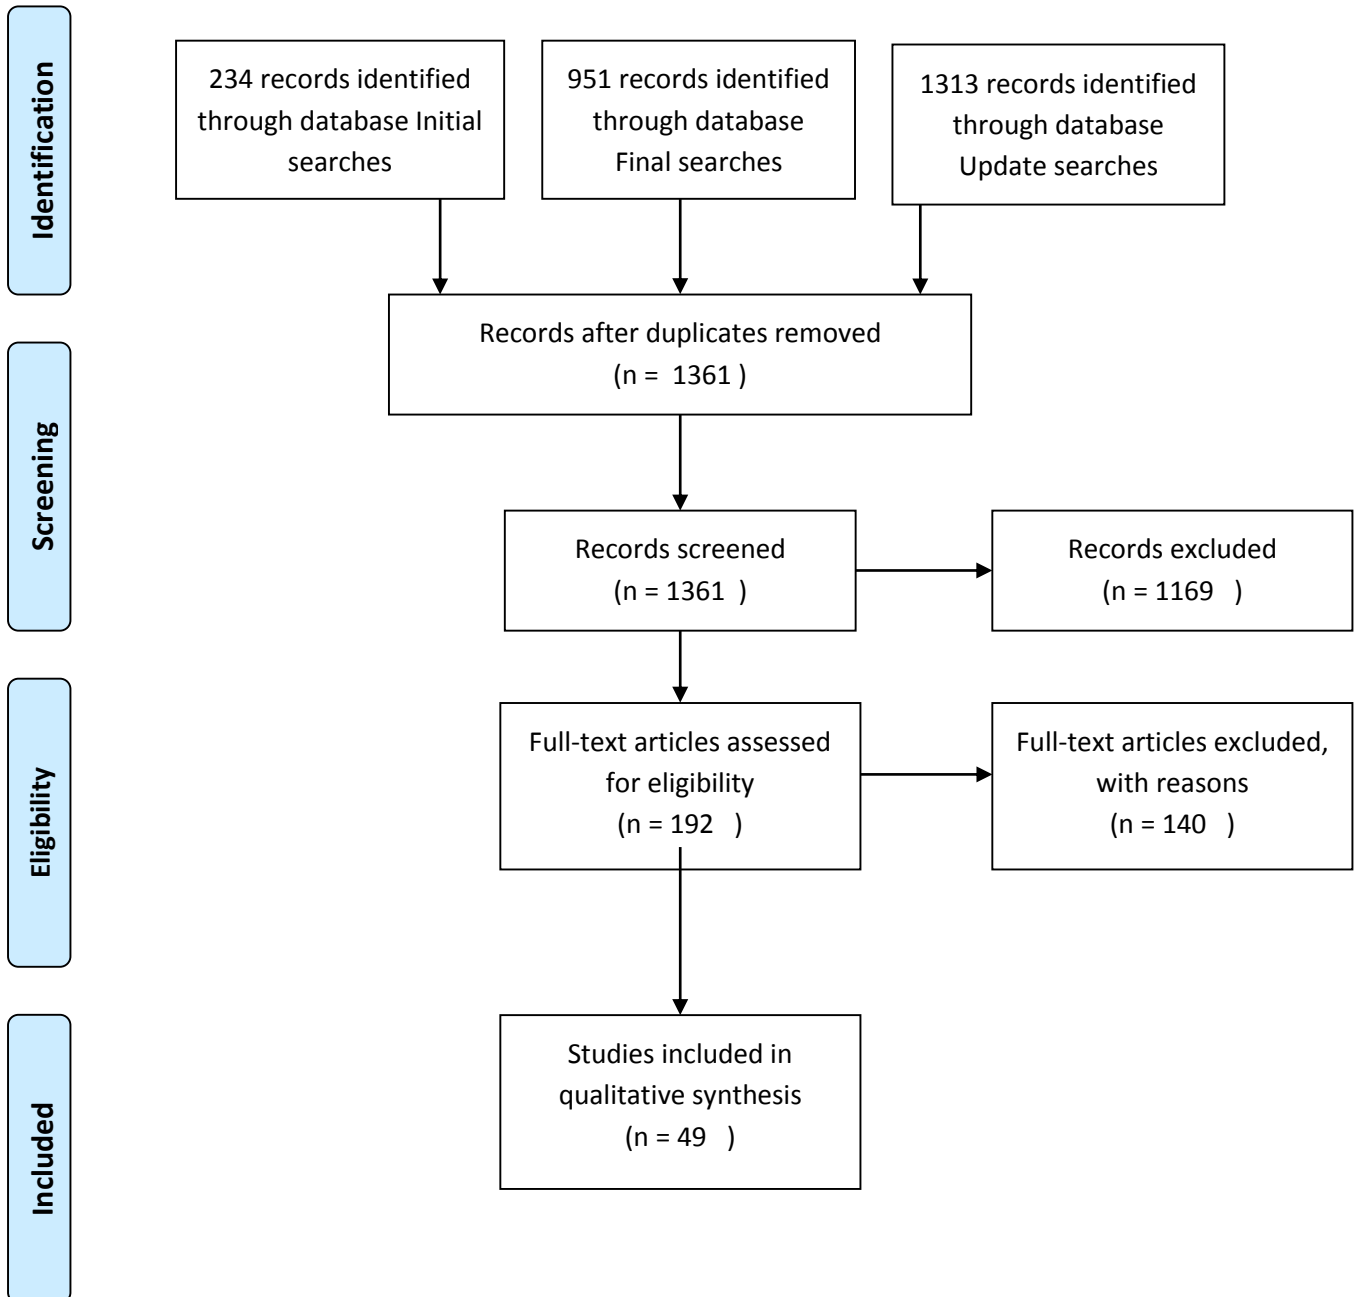 Identification
234 records identified
through database Initial
searches
951 records identified
through database
Final searches
1313 records identified
through database
Update searches
Records after duplicates removed
(n =  1361 )
Screening
Records screened
(n = 1361  )
Records excluded
(n = 1169   )
Eligibility
Full-text articles assessed
for eligibility
(n = 192   )
Full-text articles excluded,
with reasons
(n = 140   )
Included
Studies included in
qualitative synthesis
(n = 49   )